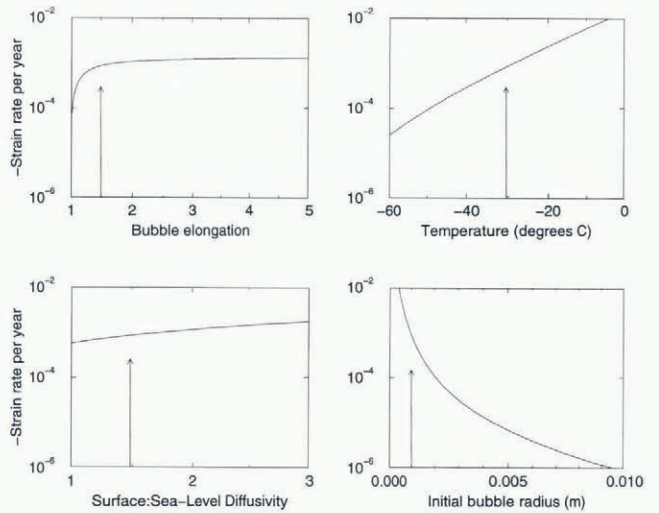 −Strain rate per year
10⁻²
10⁻⁴
10⁻⁶
1 2 3 4 5
Bubble elongation
10⁻²
10⁻⁴
10⁻⁶
−60 −40 −20 0
Temperature (degrees C)
−Strain rate per year
10⁻²
10⁻⁴
10⁻⁶
1 2 3
Surface:Sea−Level Diffusivity
10⁻²
10⁻⁴
10⁻⁶
0.000 0.005 0.010
Initial bubble radius (m)